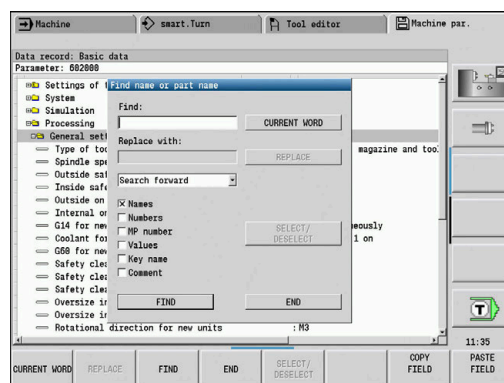 Machine
smart.Turn
Tool editor
Machine par.
Data record: Basic data
Parameter: 602000
Settings of
Find name or part name
System
Simulation
Processing
General sett
Find:
CURRENT WORD
Replace with:
REPLACE
Type of too
magazine and too
Spindle spe
Outside saf
Search forward
Inside safe
Outside on
Names
Internal on
Numbers
G14 for new
MP number
SELECT/
DESELECT
eously
Coolant for
Values
1 on
G60 for new
Key name
Safety clea
Comment
Safety clea
Safety clea
Oversize in
FIND
END
Oversize in
Rotational direction for new units
: M3
T
11:35
CURRENT WORD
REPLACE
FIND
END
SELECT/
DESELECT
COPY
FIELD
PASTE
FIELD